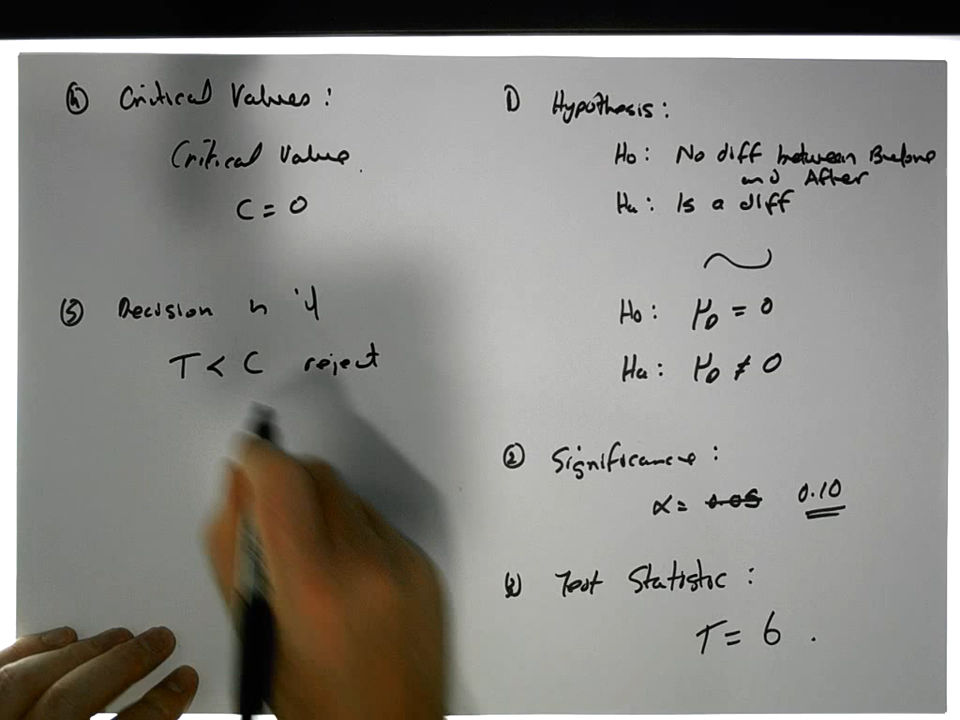 ④ Critical Values:
Critical Value.
C = 0
⑤ Decision
T < C reject
① Hypothesis:
Ho: No diff between Before
and After
Ha: Is a diff
Ho: μD = 0
Ha: μD ≠ 0
② Significance:
α = 0.05 0.10
③ Test Statistic:
T = 6.